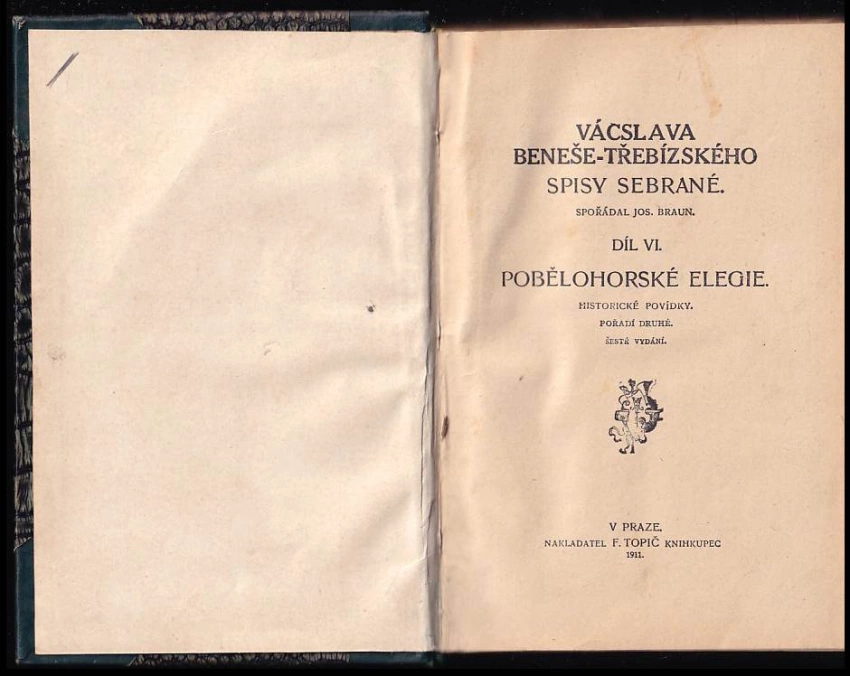 VÁCSLAVA
BENEŠE-TŘEBÍZSKÉHO
SPISY SEBRANÉ.
SPOŘÁDAL JOS. BRAUN.
DÍL VI.
POBĚLOHORSKÉ ELEGIE.
HISTORICKÉ POVÍDKY.
POŘADÍ DRUHÉ.
ŠESTÉ VYDÁNÍ.
V PRAZE,
NAKLADATEL F. TOPIČ KNIHKUPEC
1911.